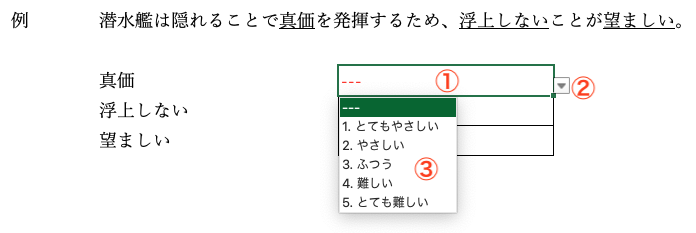 例 潜水艦は隠れることで真価を発揮するため、浮上しないことが望ましい。
真価
---
①
②
---
浮上しない
1. とてもやさしい
望ましい
2. やさしい
3. ふつう
③
4. 難しい
5. とても難しい